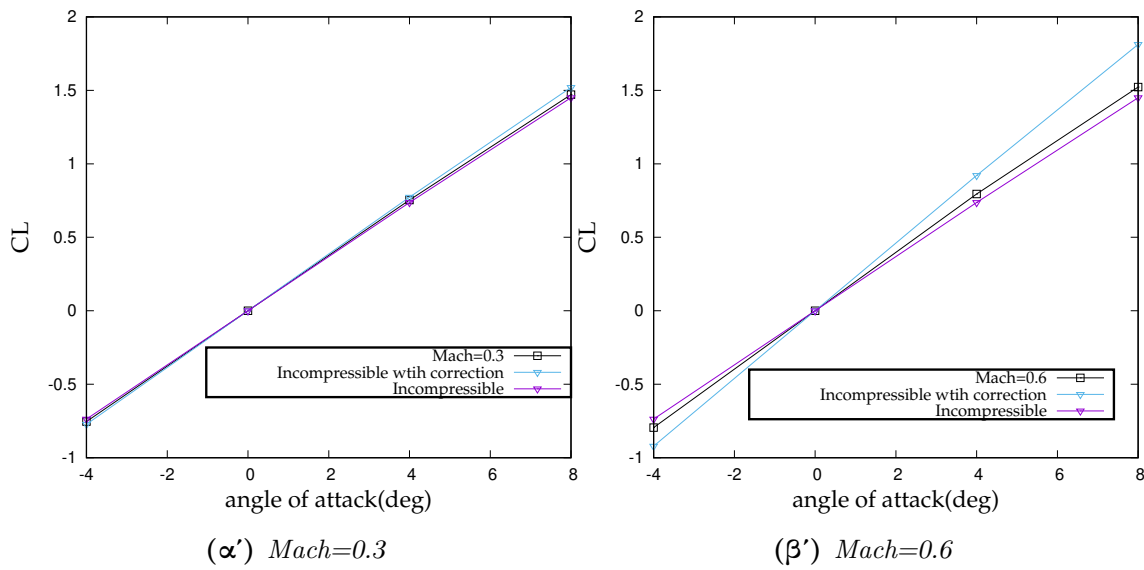 2
1.5
1
0.5
0
-0.5
-1
CL
Mach=0.3
Incompressible wtih correction
Incompressible
-4 -2 0 2 4 6 8
angle of attack(deg)
(α') Mach=0.3
2
1.5
1
0.5
0
-0.5
-1
CL
Mach=0.6
Incompressible wtih correction
Incompressible
-4 -2 0 2 4 6 8
angle of attack(deg)
(β') Mach=0.6